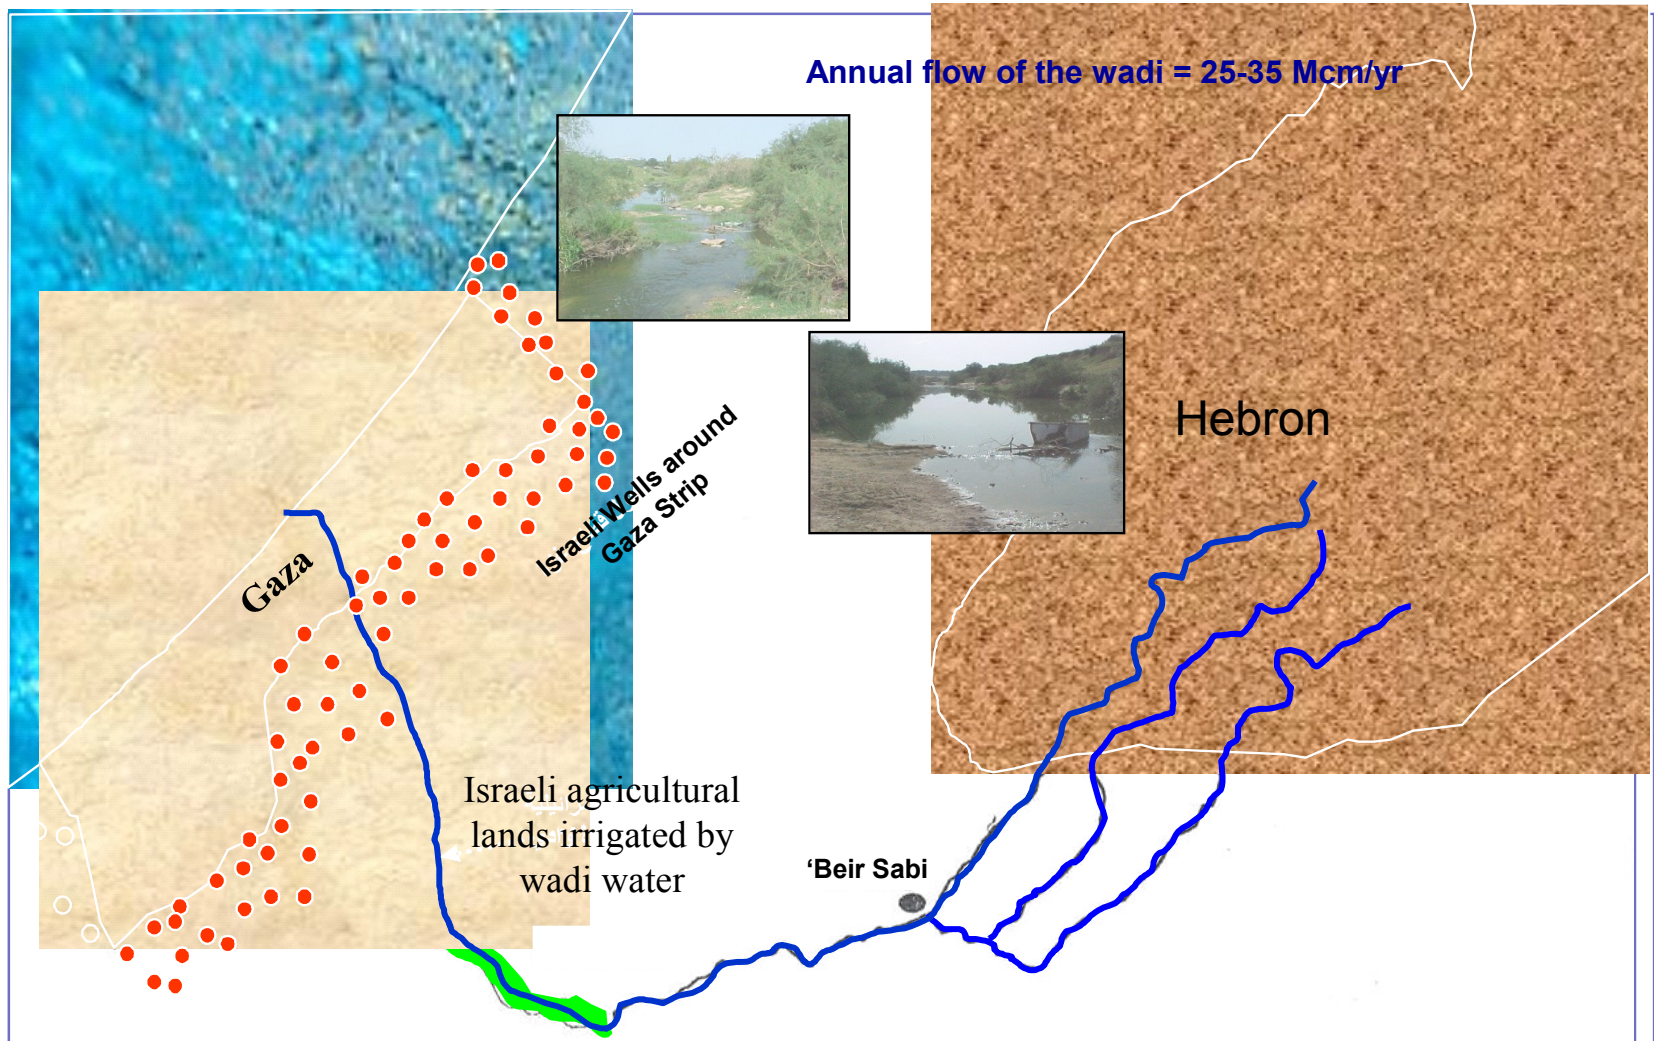 Annual flow of the wadi = 25-35 Mcm/yr
Hebron
Israeli Wells around
Gaza Strip
Gaza
Israeli agricultural
lands irrigated by
wadi water
‘Beir Sabi